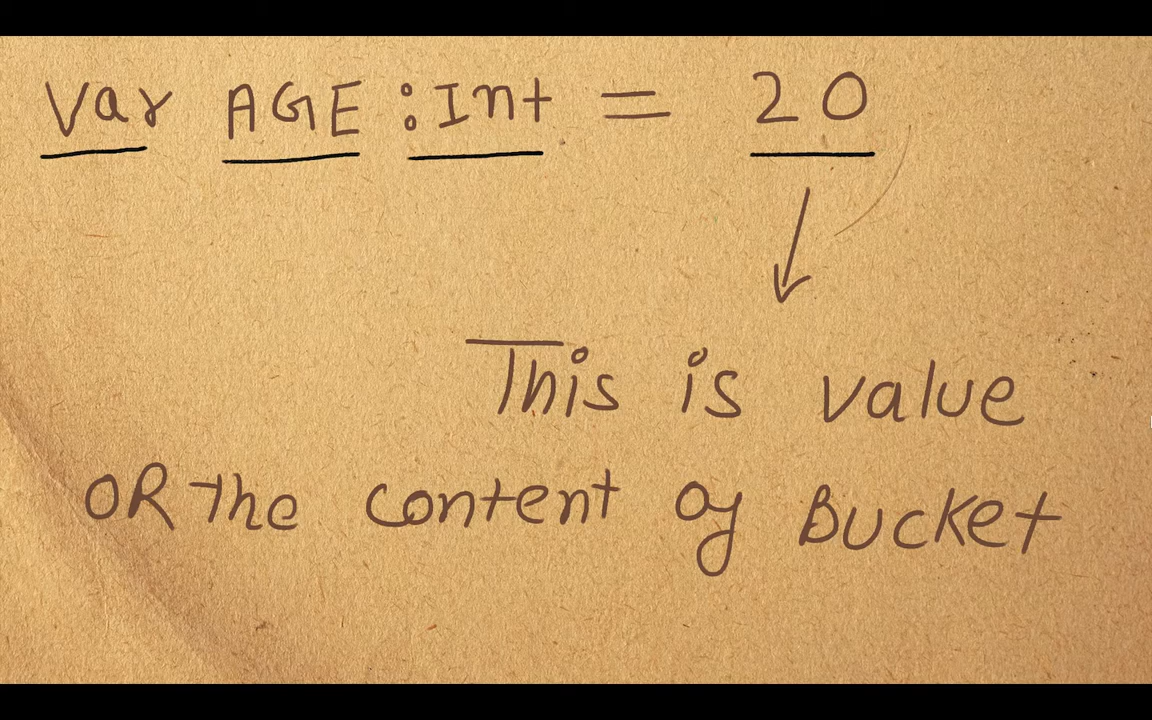 Var AGE :Int = 20
This is value
OR The content of Bucket